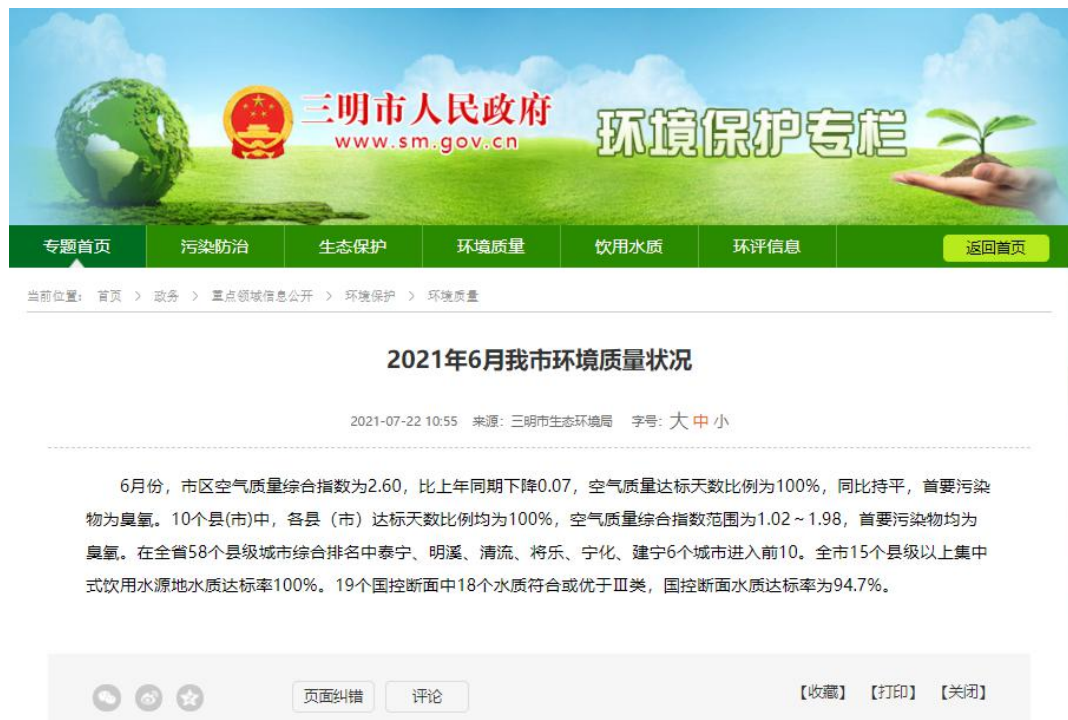 三明市人民政府
www.sm.gov.cn
环境保护专栏
专题首页 污染防治 生态保护 环境质量 饮用水质 环评信息 返回首页
当前位置: 首页 > 政务 > 重点领域信息公开 > 环境保护 > 环境质量
2021年6月我市环境质量状况
2021-07-22 10:55 来源: 三明市生态环境局 字号: 大 中 小
6月份，市区空气质量综合指数为2.60，比上年同期下降0.07，空气质量达标天数比例为100%，同比持平，首要污染
物为臭氧。10个县(市)中，各县（市）达标天数比例均为100%，空气质量综合指数范围为1.02～1.98，首要污染物均为
臭氧。在全省58个县级城市综合排名中泰宁、明溪、清流、将乐、宁化、建宁6个城市进入前10。全市15个县级以上集中
式饮用水源地水质达标率100%。19个国控断面中18个水质符合或优于Ⅲ类，国控断面水质达标率为94.7%。
页面纠错 评论 【收藏】 【打印】 【关闭】